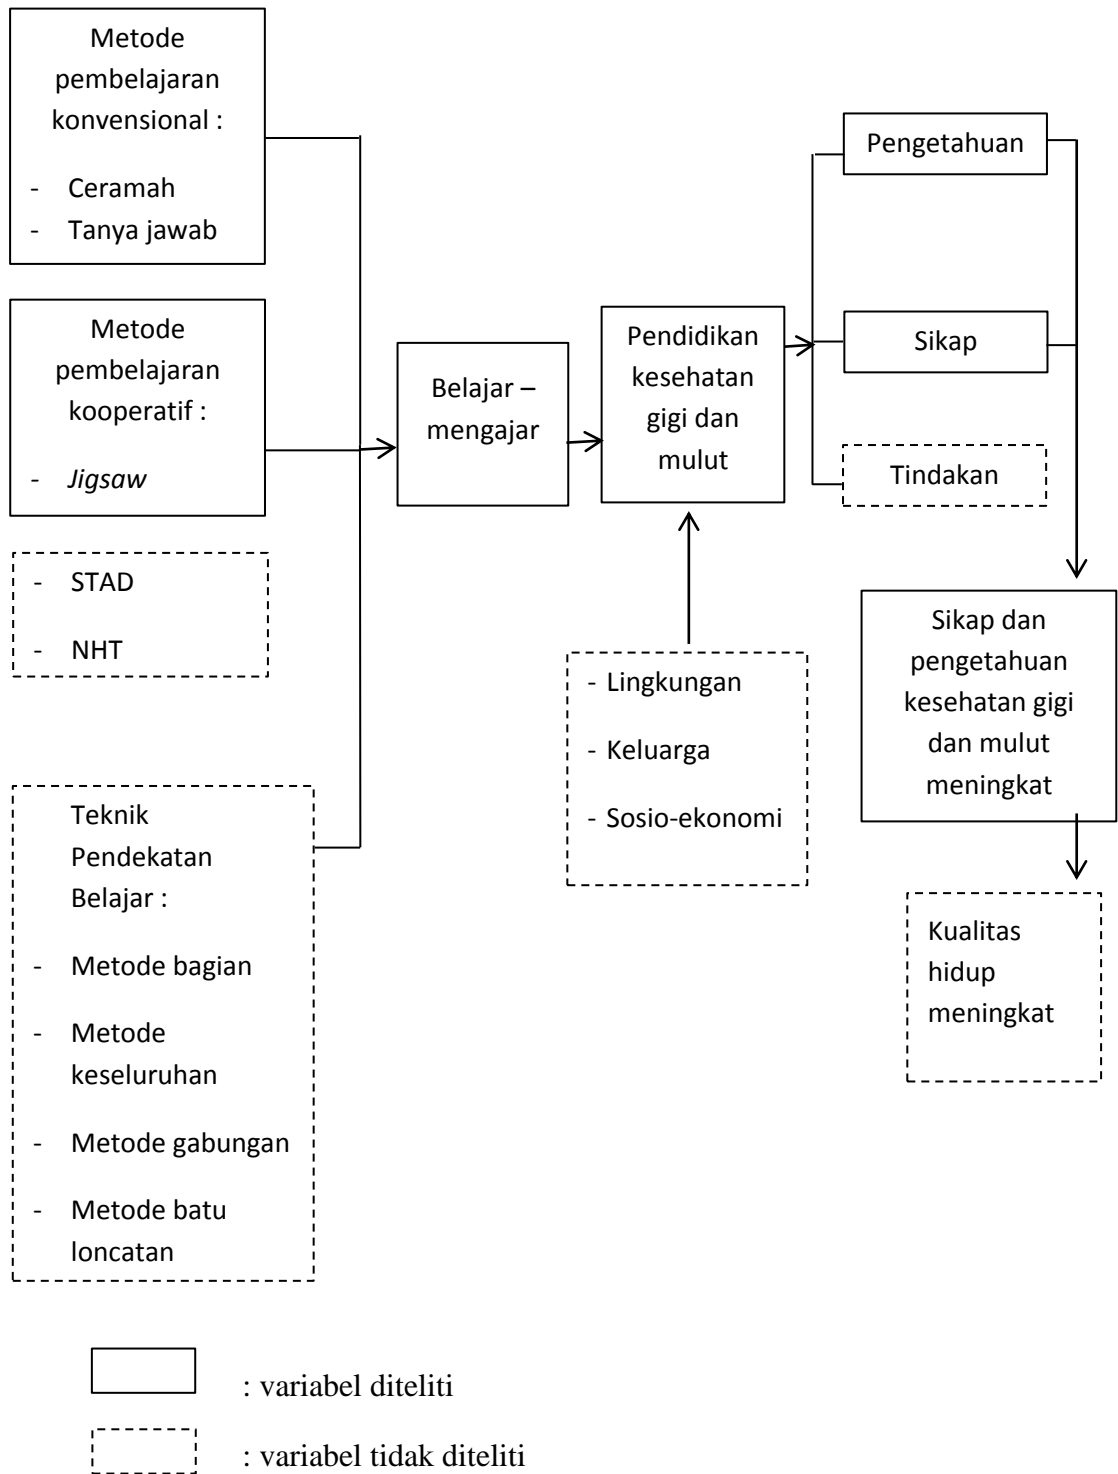 Metode
pembelajaran
konvensional :
- Ceramah
- Tanya jawab
Metode
pembelajaran
kooperatif :
- Jigsaw
- STAD
- NHT
Teknik
Pendekatan
Belajar :
- Metode bagian
- Metode
keseluruhan
- Metode gabungan
- Metode batu
loncatan
Belajar –
mengajar
Pendidikan
kesehatan
gigi dan
mulut
- Lingkungan
- Keluarga
- Sosio-ekonomi
Pengetahuan
Sikap
Tindakan
Sikap dan
pengetahuan
kesehatan gigi
dan mulut
meningkat
Kualitas
hidup
meningkat
: variabel diteliti
: variabel tidak diteliti